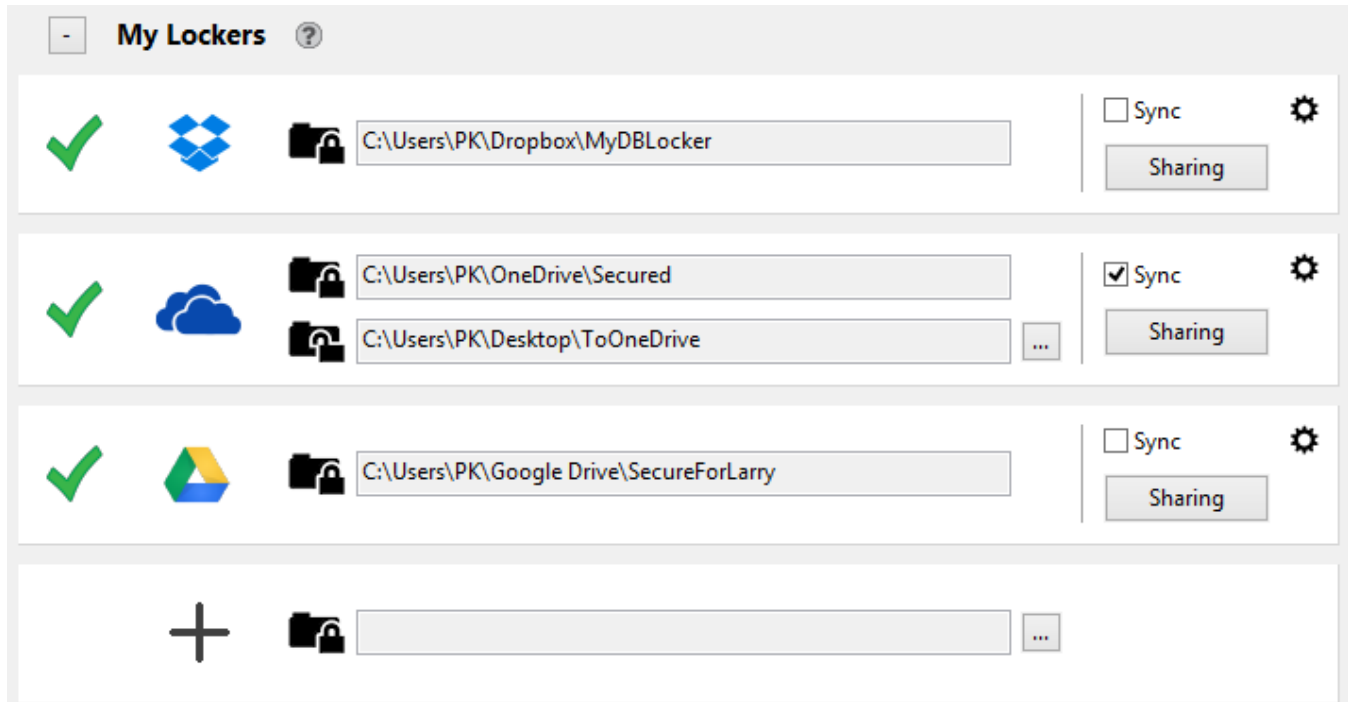 - My Lockers ?
C:\Users\PK\Dropbox\MyDBLocker
Sync
Sharing
C:\Users\PK\OneDrive\Secured
Sync
C:\Users\PK\Desktop\ToOneDrive
...
Sharing
C:\Users\PK\Google Drive\SecureForLarry
Sync
Sharing
...